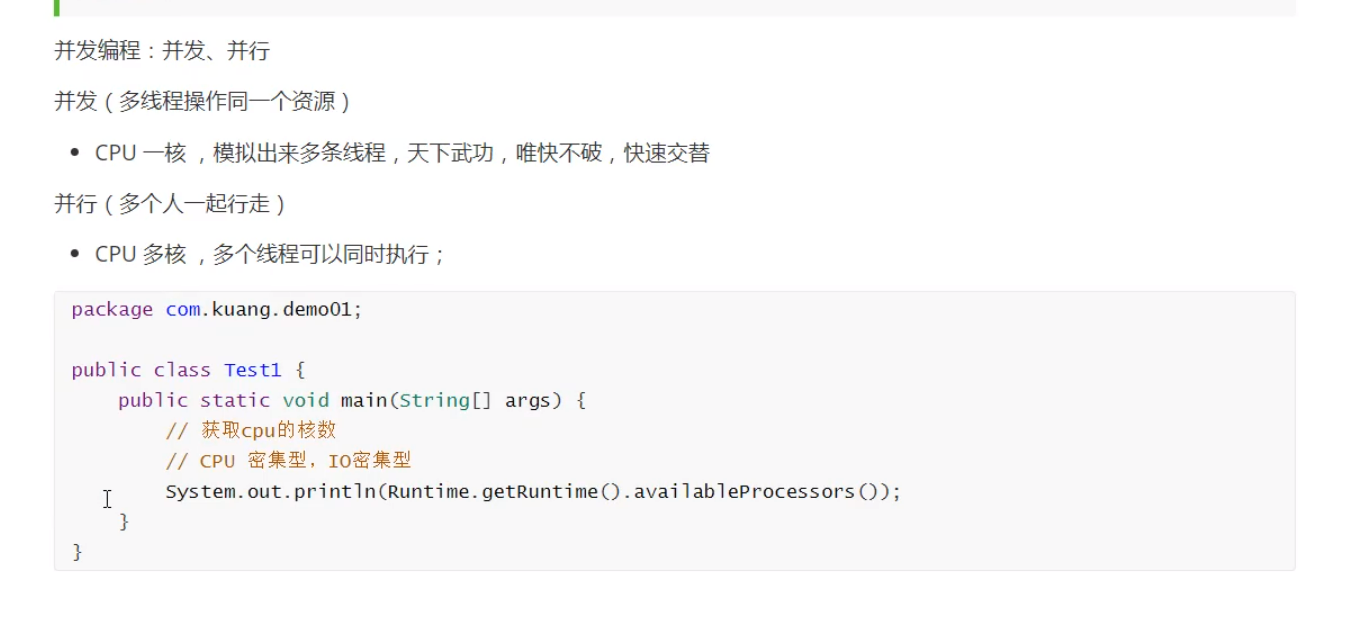 并发编程：并发、并行
并发（多线程操作同一个资源）
• CPU 一核 ，模拟出来多条线程，天下武功，唯快不破，快速交替
并行（多个人一起行走）
• CPU 多核 ，多个线程可以同时执行；
package com.kuang.demo01;
public class Test1 {
    public static void main(String[] args) {
        // 获取cpu的核数
        // CPU 密集型，IO密集型
        System.out.println(Runtime.getRuntime().availableProcessors());
    }
}